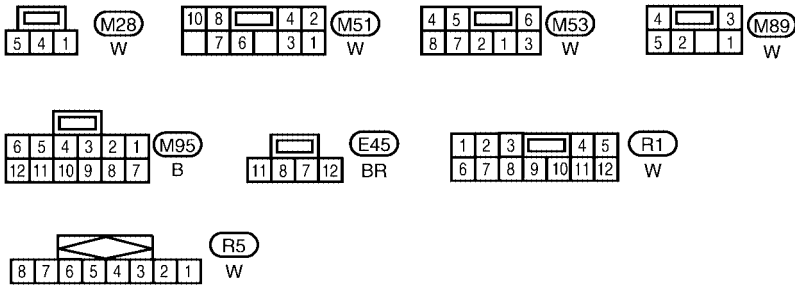 5 4 1 M28 W
10 8 4 2 M51
7 6 3 1 W
4 5 6 M53
8 7 2 1 3 W
4 3 M89
5 2 1 W
6 5 4 3 2 1 M95
12 11 10 9 8 7 B
E45
11 8 7 12 BR
1 2 3 4 5 R1
6 7 8 9 10 11 12 W
R5
8 7 6 5 4 3 2 1 W